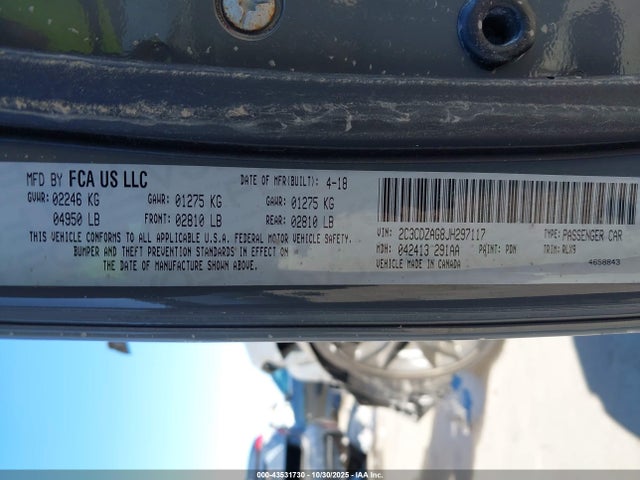 MFD BY FCA US LLC DATE OF MFR(BUILT): 4-18
GVWR: 02246 KG GAWR: 01275 KG GAWR: 01275 KG
04950 LB FRONT: 02810 LB REAR: 02810 LB
THIS VEHICLE CONFORMS TO ALL APPLICABLE U.S.A. FEDERAL MOTOR VEHICLE SAFETY,
BUMPER AND THEFT PREVENTION STANDARDS IN EFFECT ON
THE DATE OF MANUFACTURE SHOWN ABOVE.
VIN: 2C3CDZAG8JH297117 TYPE: PASSENGER CAR
MDH: 042413 291AA PAINT: PDN TRIM: RLX9
VEHICLE MADE IN CANADA 4658843
000-43531730 - 10/30/2025 - Copyright © IAA, Inc.